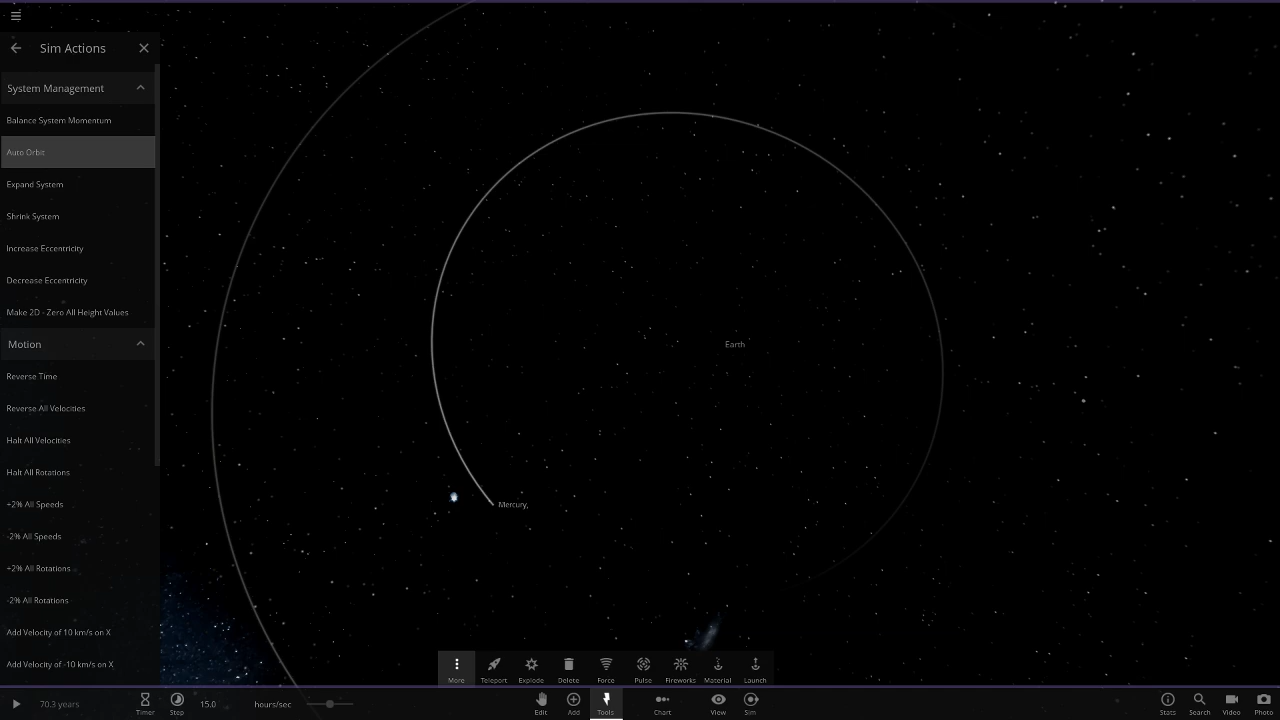 Sim Actions
System Management
Balance System Momentum
Auto Orbit
Expand System
Shrink System
Increase Eccentricity
Decrease Eccentricity
Make 2D - Zero All Height Values
Motion
Reverse Time
Reverse All Velocities
Halt All Velocities
Halt All Rotations
+2% All Speeds
-2% All Speeds
+2% All Rotations
-2% All Rotations
Add Velocity of 10 km/s on X
Add Velocity of -10 km/s on X
Earth
Mercury,
More Teleport Explode Delete Force Pulse Fireworks Material Launch
70.3 years Timer Step 15.0 hours/sec Edit Add Tools Chart View Sim Stats Search Video Photo